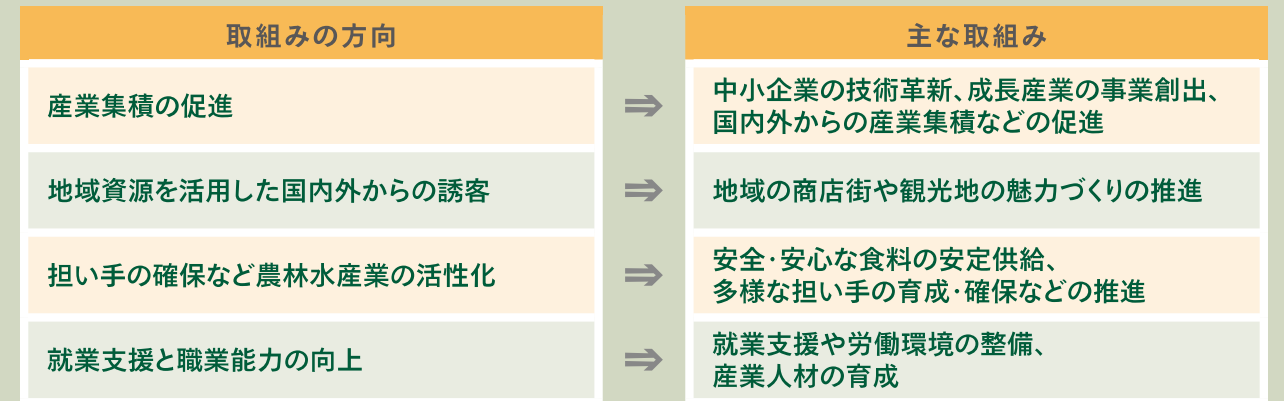 取組みの方向
主な取組み
産業集積の促進
⇒
中小企業の技術革新、成長産業の事業創出、
国内外からの産業集積などの促進
地域資源を活用した国内外からの誘客
⇒
地域の商店街や観光地の魅力づくりの推進
担い手の確保など農林水産業の活性化
⇒
安全・安心な食料の安定供給、
多様な担い手の育成・確保などの推進
就業支援と職業能力の向上
⇒
就業支援や労働環境の整備、
産業人材の育成